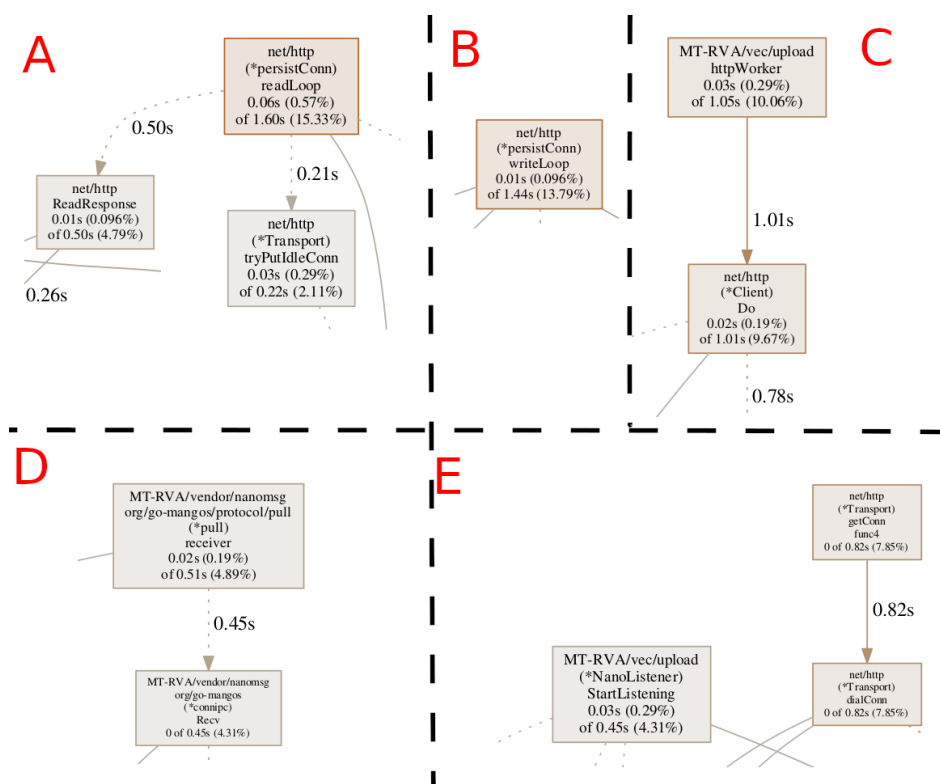 A
net/http
(*persistConn)
readLoop
0.06s (0.57%)
of 1.60s (15.33%)
0.50s
0.21s
net/http
ReadResponse
0.01s (0.096%)
of 0.50s (4.79%)
net/http
(*Transport)
tryPutIdleConn
0.03s (0.29%)
of 0.22s (2.11%)
0.26s
B
net/http
(*persistConn)
writeLoop
0.01s (0.096%)
of 1.44s (13.79%)
C
MT-RVA/vec/upload
httpWorker
0.03s (0.29%)
of 1.05s (10.06%)
1.01s
net/http
(*Client)
Do
0.02s (0.19%)
of 1.01s (9.67%)
0.78s
D
MT-RVA/vendor/nanomsg
org/go-mangos/protocol/pull
(*pull)
receiver
0.02s (0.19%)
of 0.51s (4.89%)
0.45s
MT-RVA/vendor/nanomsg
org/go-mangos
(*connipc)
Recv
0 of 0.45s (4.31%)
E
net/http
(*Transport)
getConn
func4
0 of 0.82s (7.85%)
0.82s
MT-RVA/vec/upload
(*NanoListener)
StartListening
0.03s (0.29%)
of 0.45s (4.31%)
net/http
(*Transport)
dialConn
0 of 0.82s (7.85%)